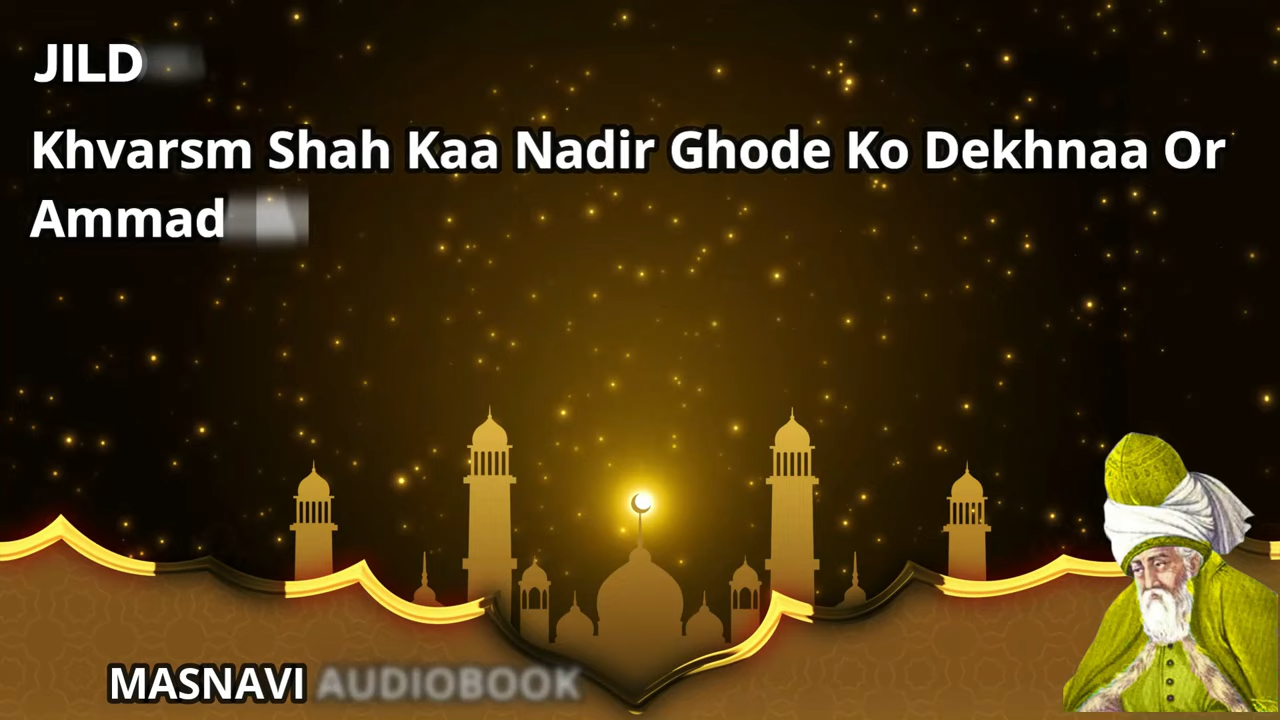 JILD
Khvarsm Shah Kaa Nadir Ghode Ko Dekhnaa Or
Ammad
MASNAVI AUDIOBOOK